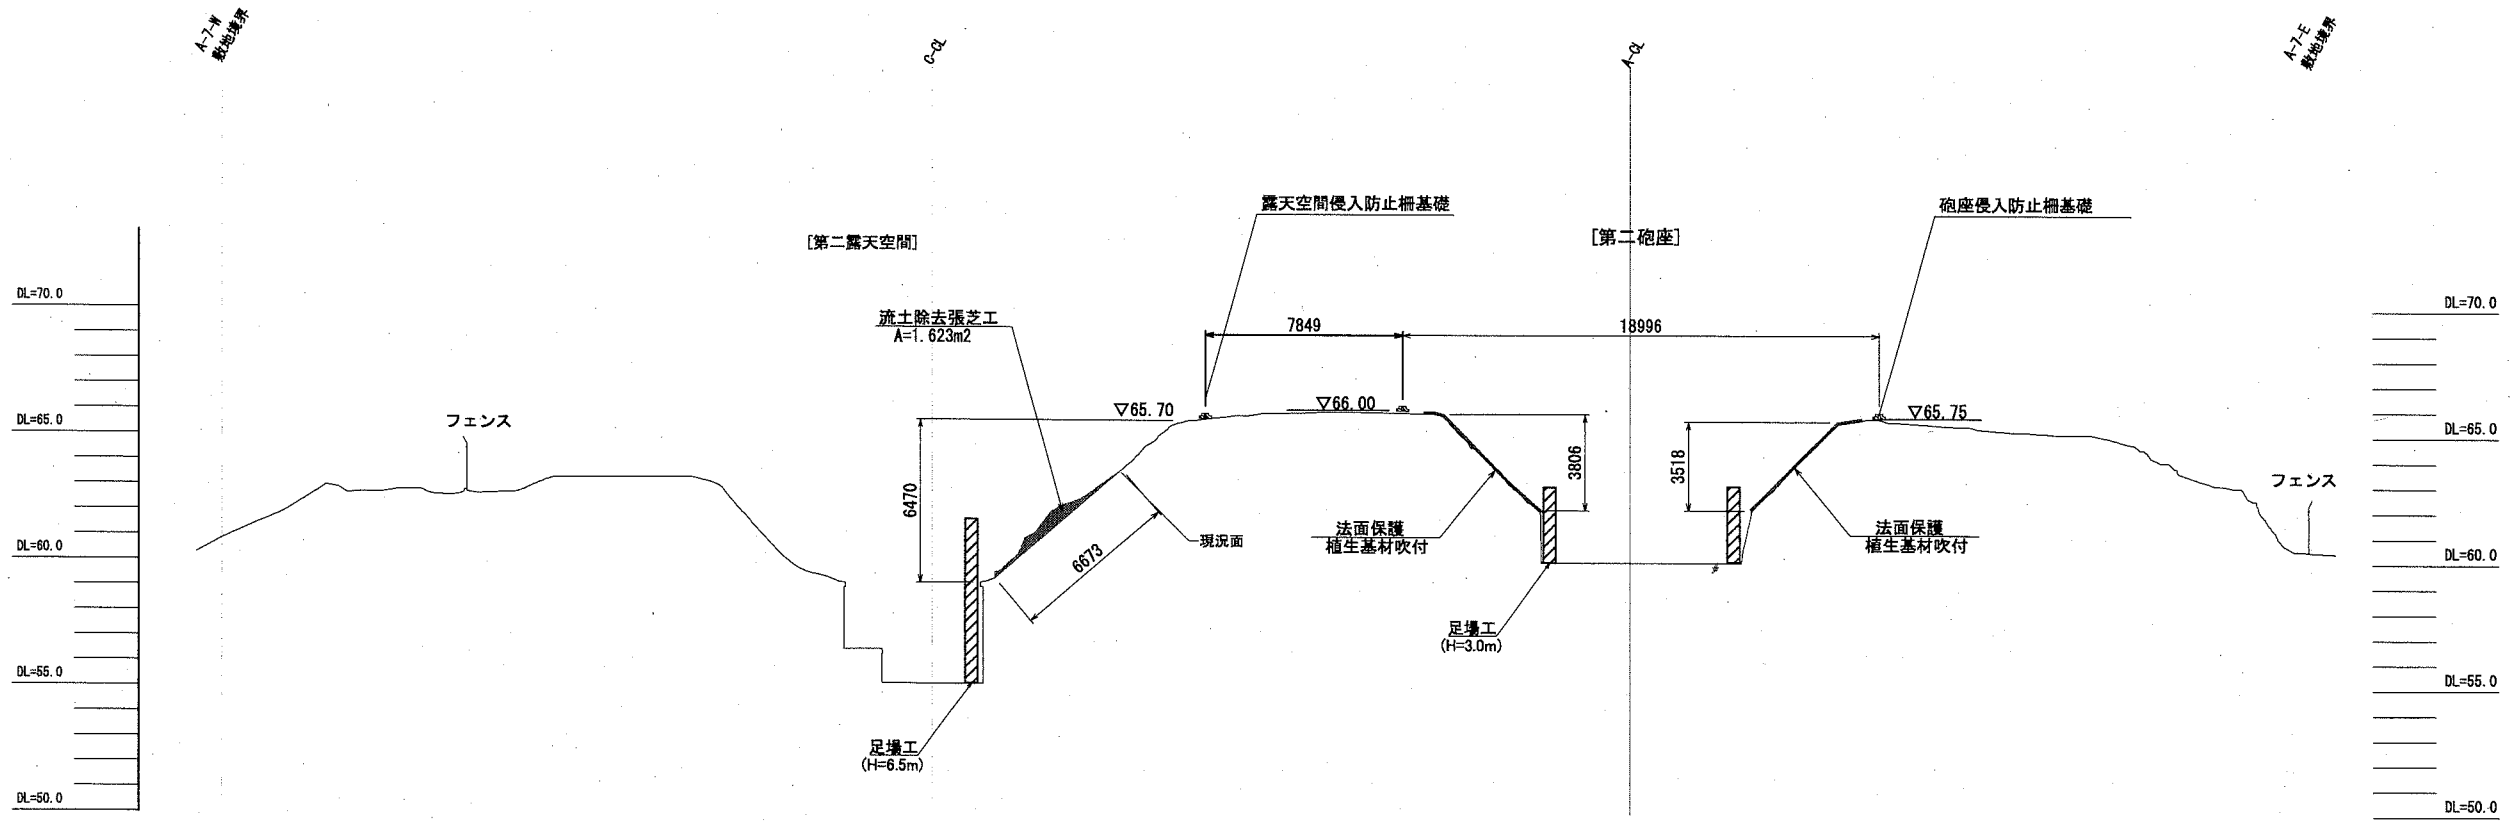 A-7-W
敷地境界
C-CL
A-CL
A-7-E
敷地境界
露天空間侵入防止柵基礎
砲座侵入防止柵基礎
[第二露天空間]
[第二砲座]
DL=70.0
DL=70.0
流土除去張芝工
A=1.623m2
7849
18996
▽65.70
▽66.00
▽65.75
フェンス
DL=65.0
DL=65.0
6470
3806
3518
フェンス
現況面
法面保護
植生基材吹付
法面保護
植生基材吹付
DL=60.0
DL=60.0
6673
足場工
(H=3.0m)
DL=55.0
DL=55.0
足場工
(H=6.5m)
DL=50.0
DL=50.0